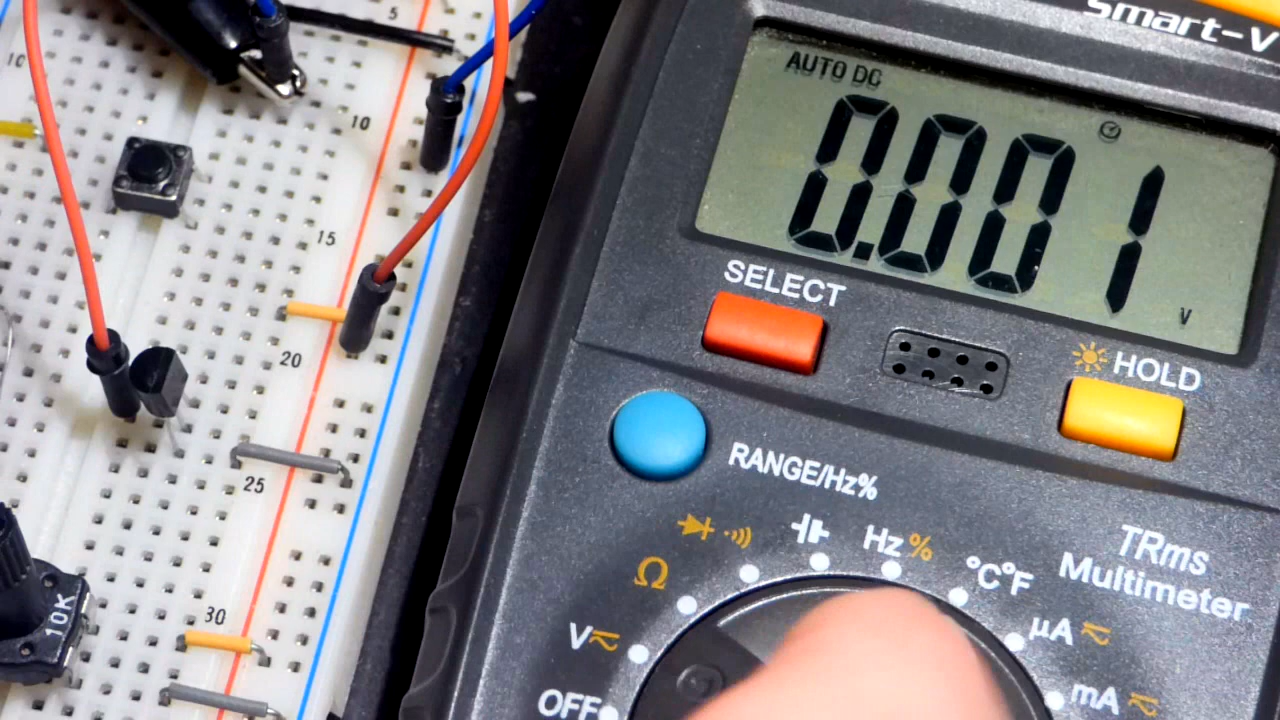 5
10
10
15
20
25
30
10K
Smart-V
AUTO DC
0.001
V
SELECT
HOLD
RANGE/Hz%
TRms
Multimeter
Hz %
Ω
°C°F
V
µA
mA
OFF